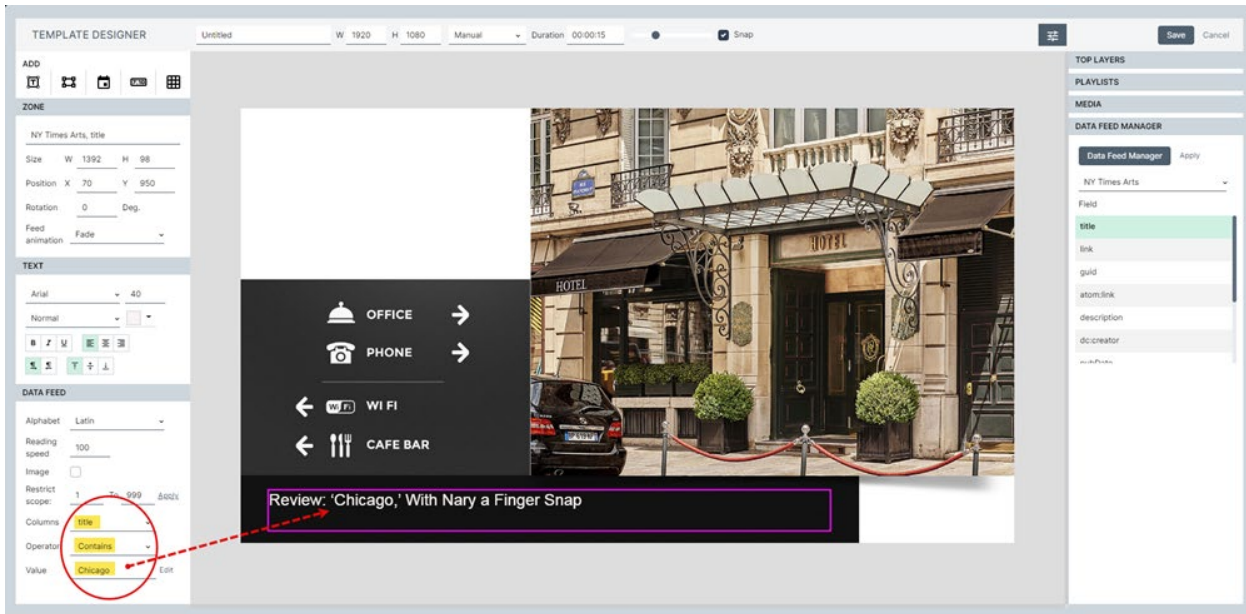 TEMPLATE DESIGNER
Untitled W 1920 H 1080 Manual Duration 00:00:15 Snap
Save Cancel
ADD
ZONE
NY Times Arts, title
Size W 1392 H 98
Position X 70 Y 950
Rotation 0 Deg.
Feed
animation Fade
TEXT
Arial 40
Normal
B I U
DATA FEED
Alphabet Latin
Reading
speed 100
Image
Restrict
scope: 1 To 999 Apply
Columns title
Operator Contains
Value Chicago Edit
HOTEL
HOTEL
OFFICE
PHONE
Wi Fi WI FI
CAFE BAR
Review: ‘Chicago,’ With Nary a Finger Snap
TOP LAYERS
PLAYLISTS
MEDIA
DATA FEED MANAGER
Data Feed Manager Apply
NY Times Arts
Field
title
link
guid
atom:link
description
dc:creator
pubDate